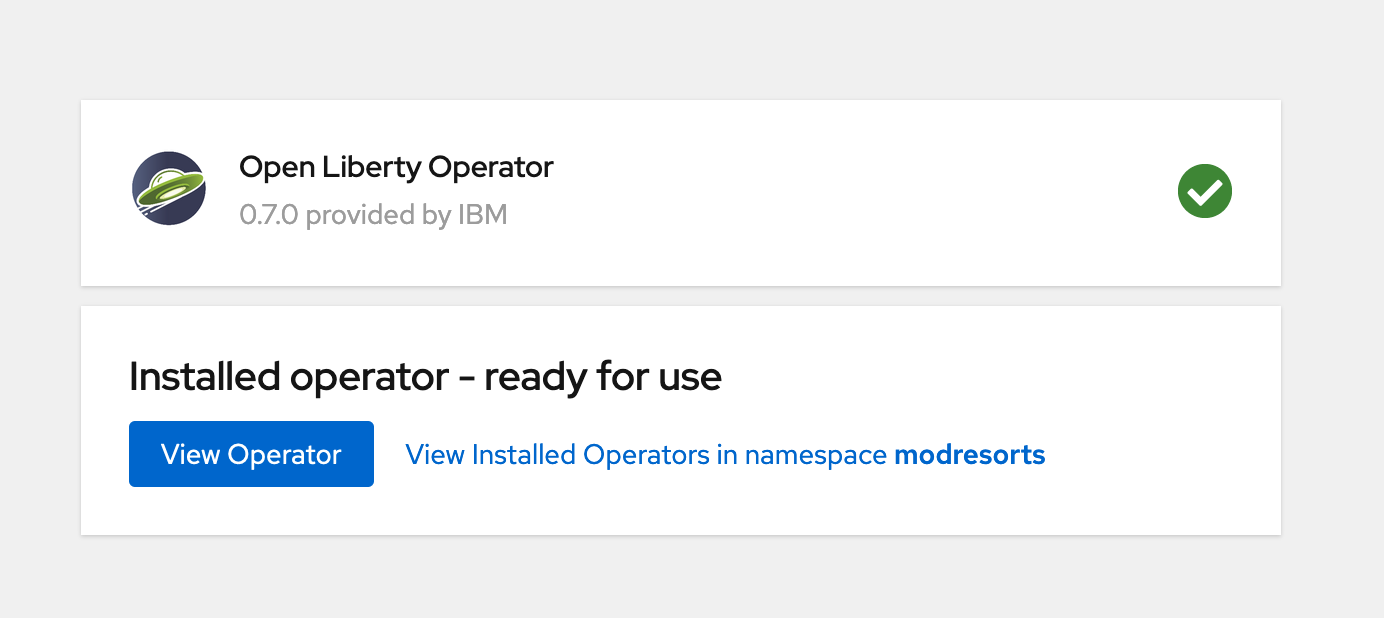 Open Liberty Operator
0.7.0 provided by IBM
Installed operator - ready for use
View Operator
View Installed Operators in namespace modresorts